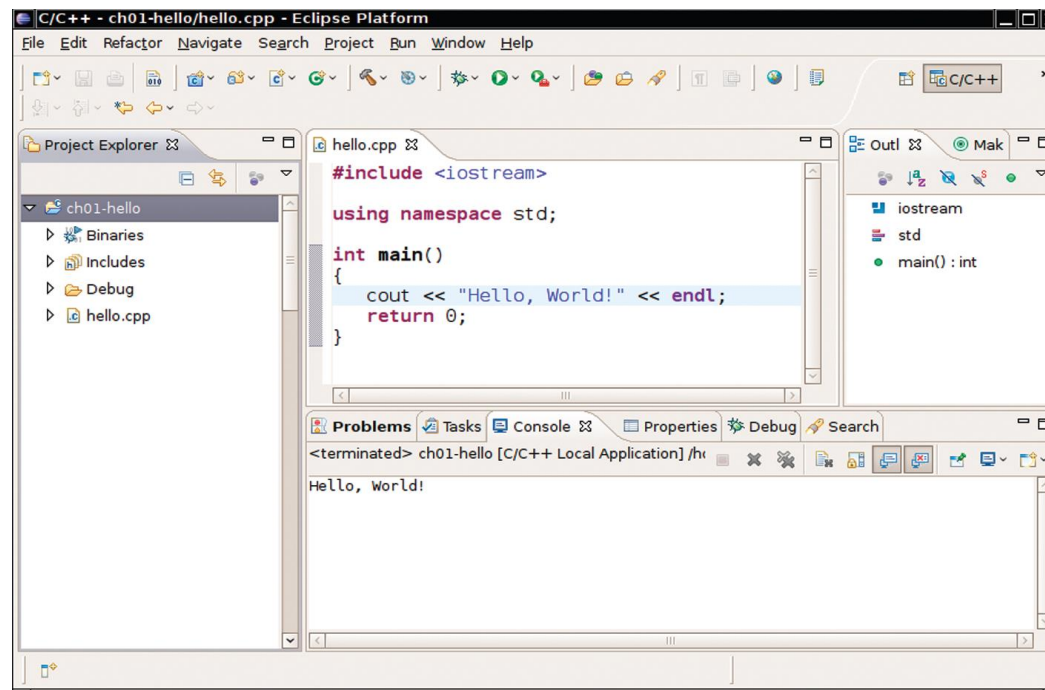 C/C++ - ch01-hello/hello.cpp - Eclipse Platform
File Edit Refactor Navigate Search Project Run Window Help
C/C++
Project Explorer
ch01-hello
Binaries
Includes
Debug
hello.cpp
hello.cpp
#include <iostream>
using namespace std;
int main()
{
cout << "Hello, World!" << endl;
return 0;
}
Outl Mak
iostream
std
main() : int
Problems Tasks Console Properties Debug Search
<terminated> ch01-hello [C/C++ Local Application] /ho
Hello, World!